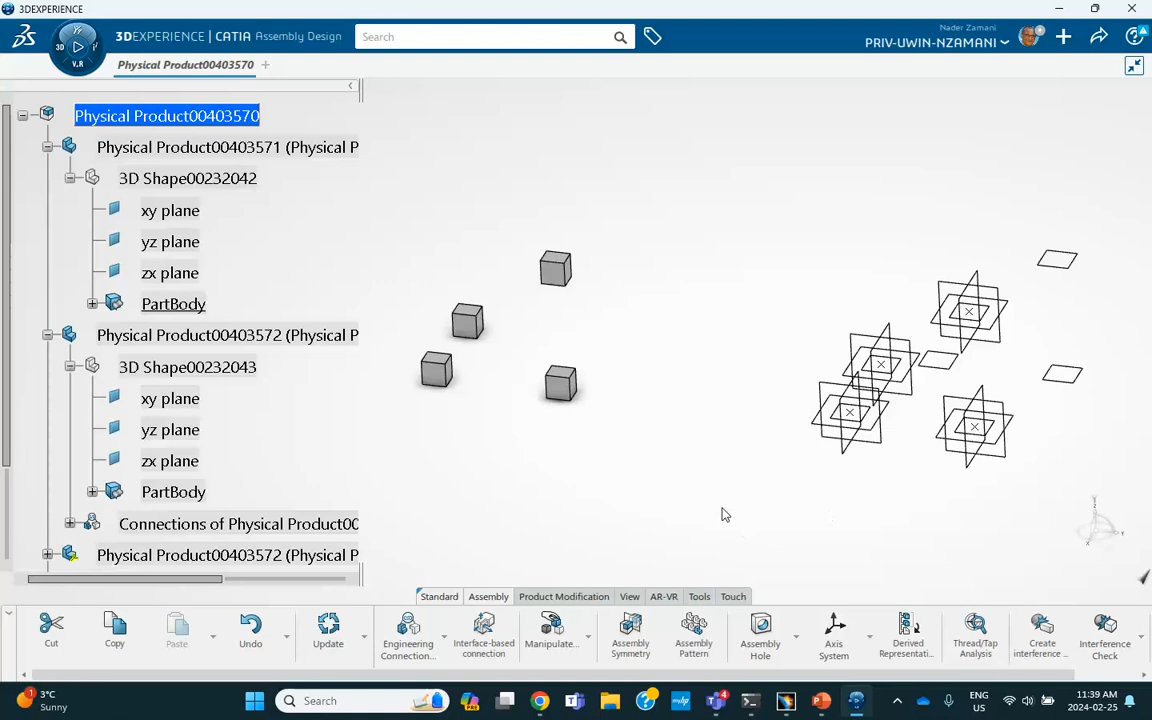 3DEXPERIENCE
3DEXPERIENCE | CATIA Assembly Design
Search
Nader Zamani
PRIV-UWIN-NZAMANI
3D
V.R
Physical Product00403570
Physical Product00403570
Physical Product00403571 (Physical P
3D Shape00232042
xy plane
yz plane
zx plane
PartBody
Physical Product00403572 (Physical P
3D Shape00232043
xy plane
yz plane
zx plane
PartBody
Connections of Physical Product00
Physical Product00403572 (Physical P
Standard Assembly Product Modification View AR-VR Tools Touch
Cut
Copy
Paste
Undo
Update
Engineering Connection...
Interface-based connection
Manipulate...
Assembly Symmetry
Assembly Pattern
Assembly Hole
Axis System
Derived Representati...
Thread/Tap Analysis
Create interference ...
Interference Check
1
3°C
Sunny
Search
4
ENG
US
11:39 AM
2024-02-25